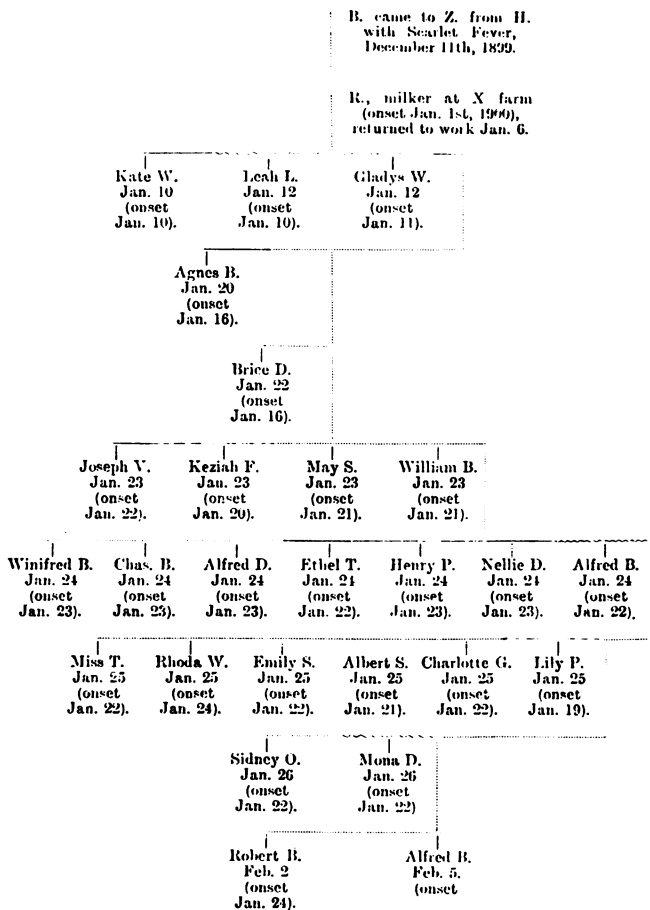 B. came to Z. from H.
with Scarlet Fever,
December 11th, 1899.
R., milker at X farm
(onset Jan. 1st, 1900),
returned to work Jan. 6.
Kate W. Leah L. Gladys W.
Jan. 10 Jan. 12 Jan. 12
(onset (onset (onset
Jan. 10). Jan. 10). Jan. 11).
Agnes B.
Jan. 20
(onset
Jan. 16).
Brice D.
Jan. 22
(onset
Jan. 16).
Joseph V. Keziah F. May S. William B.
Jan. 23 Jan. 23 Jan. 23 Jan. 23
(onset (onset (onset (onset
Jan. 22). Jan. 20). Jan. 21). Jan. 21).
Winifred B. Chas. B. Alfred D. Ethel T. Henry P. Nellie D. Alfred B.
Jan. 24 Jan. 24 Jan. 24 Jan. 24 Jan. 24 Jan. 24 Jan. 24
(onset (onset (onset (onset (onset (onset (onset
Jan. 23). Jan. 23). Jan. 23). Jan. 22). Jan. 23). Jan. 23). Jan. 22).
Miss T. Rhoda W. Emily S. Albert S. Charlotte G. Lily P.
Jan. 25 Jan. 25 Jan. 25 Jan. 25 Jan. 25 Jan. 25
(onset (onset (onset (onset (onset (onset
Jan. 22). Jan. 24). Jan. 22). Jan. 21). Jan. 22). Jan. 19).
Sidney O. Mona D.
Jan. 26 Jan. 26
(onset (onset
Jan. 22). Jan. 22)
Robert B. Alfred B.
Feb. 2 Feb. 5.
(onset (onset
Jan. 24).